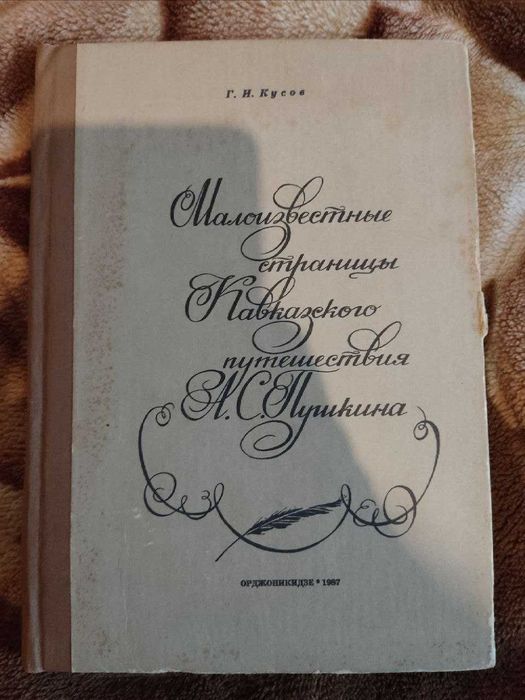 Г. И. Кусов
Малоизвестные
страницы
Кавказского
путешествия
А. С. Пушкина
ОРДЖОНИКИДЗЕ * 1987